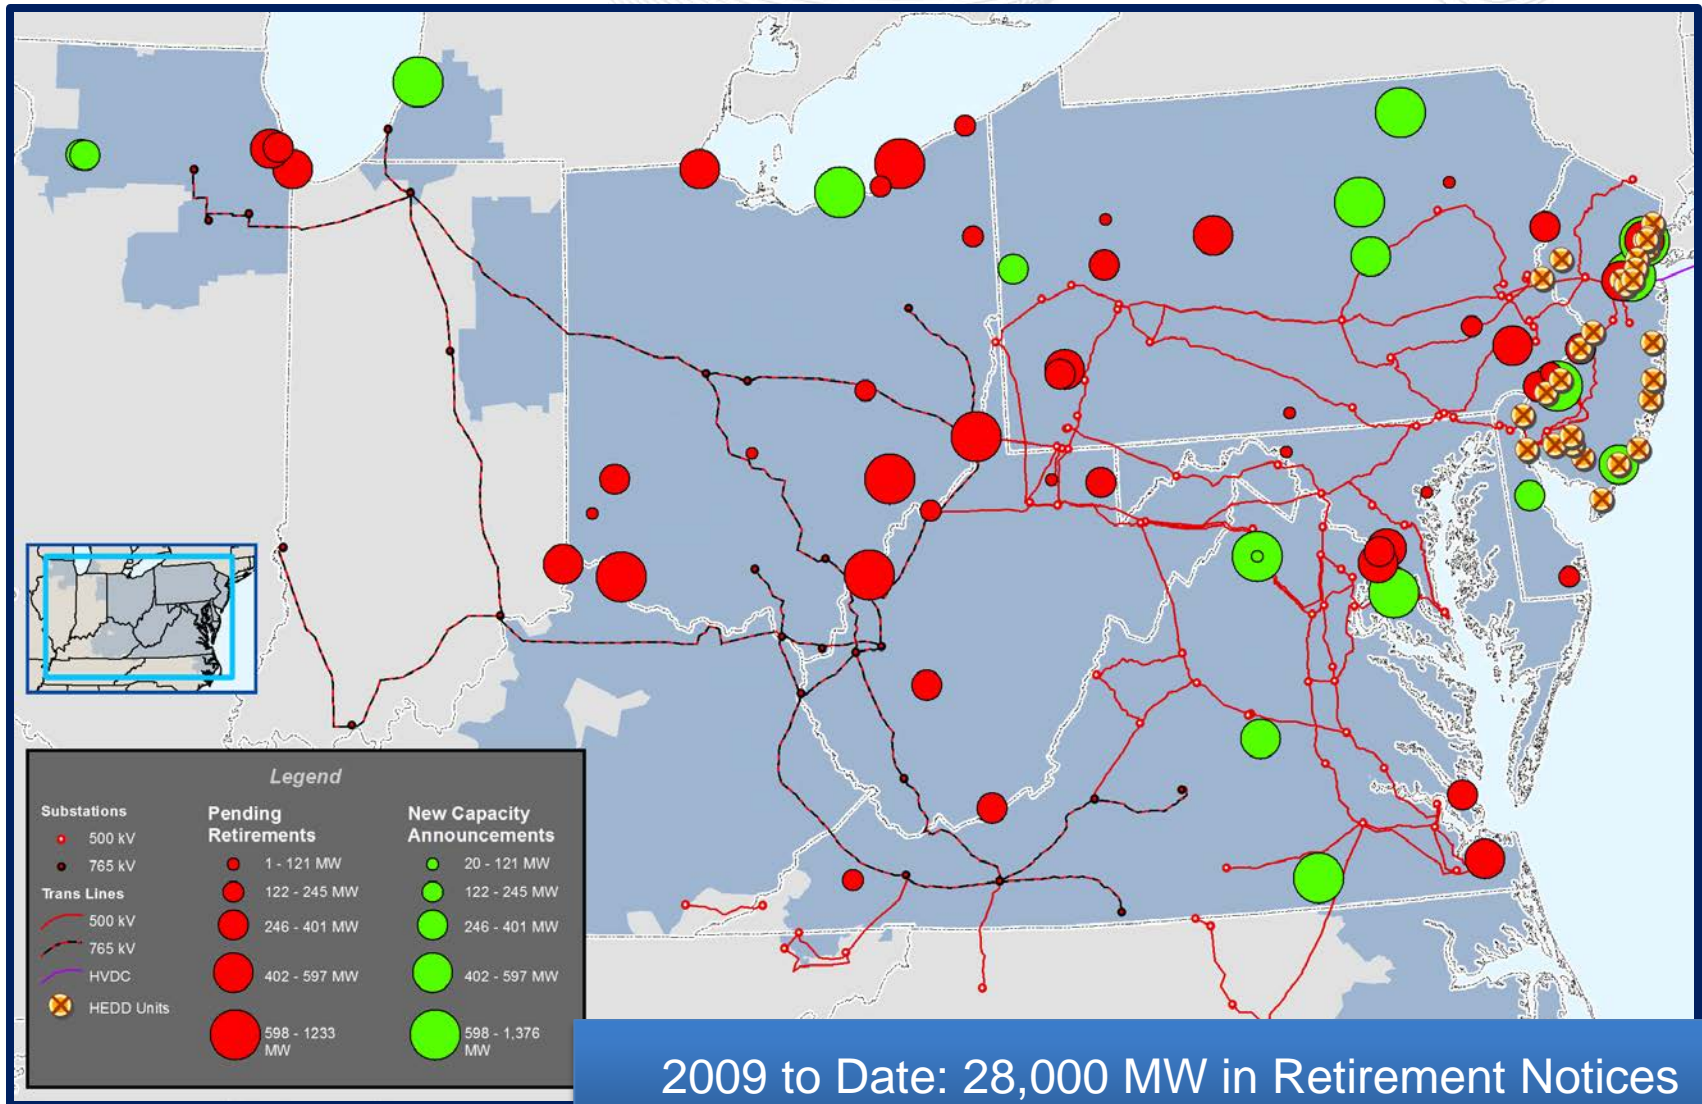 Legend
Substations
500 kV
765 kV
Trans Lines
500 kV
765 kV
HVDC
HEDD Units
Pending
Retirements
1 - 121 MW
122 - 245 MW
246 - 401 MW
402 - 597 MW
598 - 1233
MW
New Capacity
Announcements
20 - 121 MW
122 - 245 MW
246 - 401 MW
402 - 597 MW
598 - 1,376
MW
2009 to Date: 28,000 MW in Retirement Notices